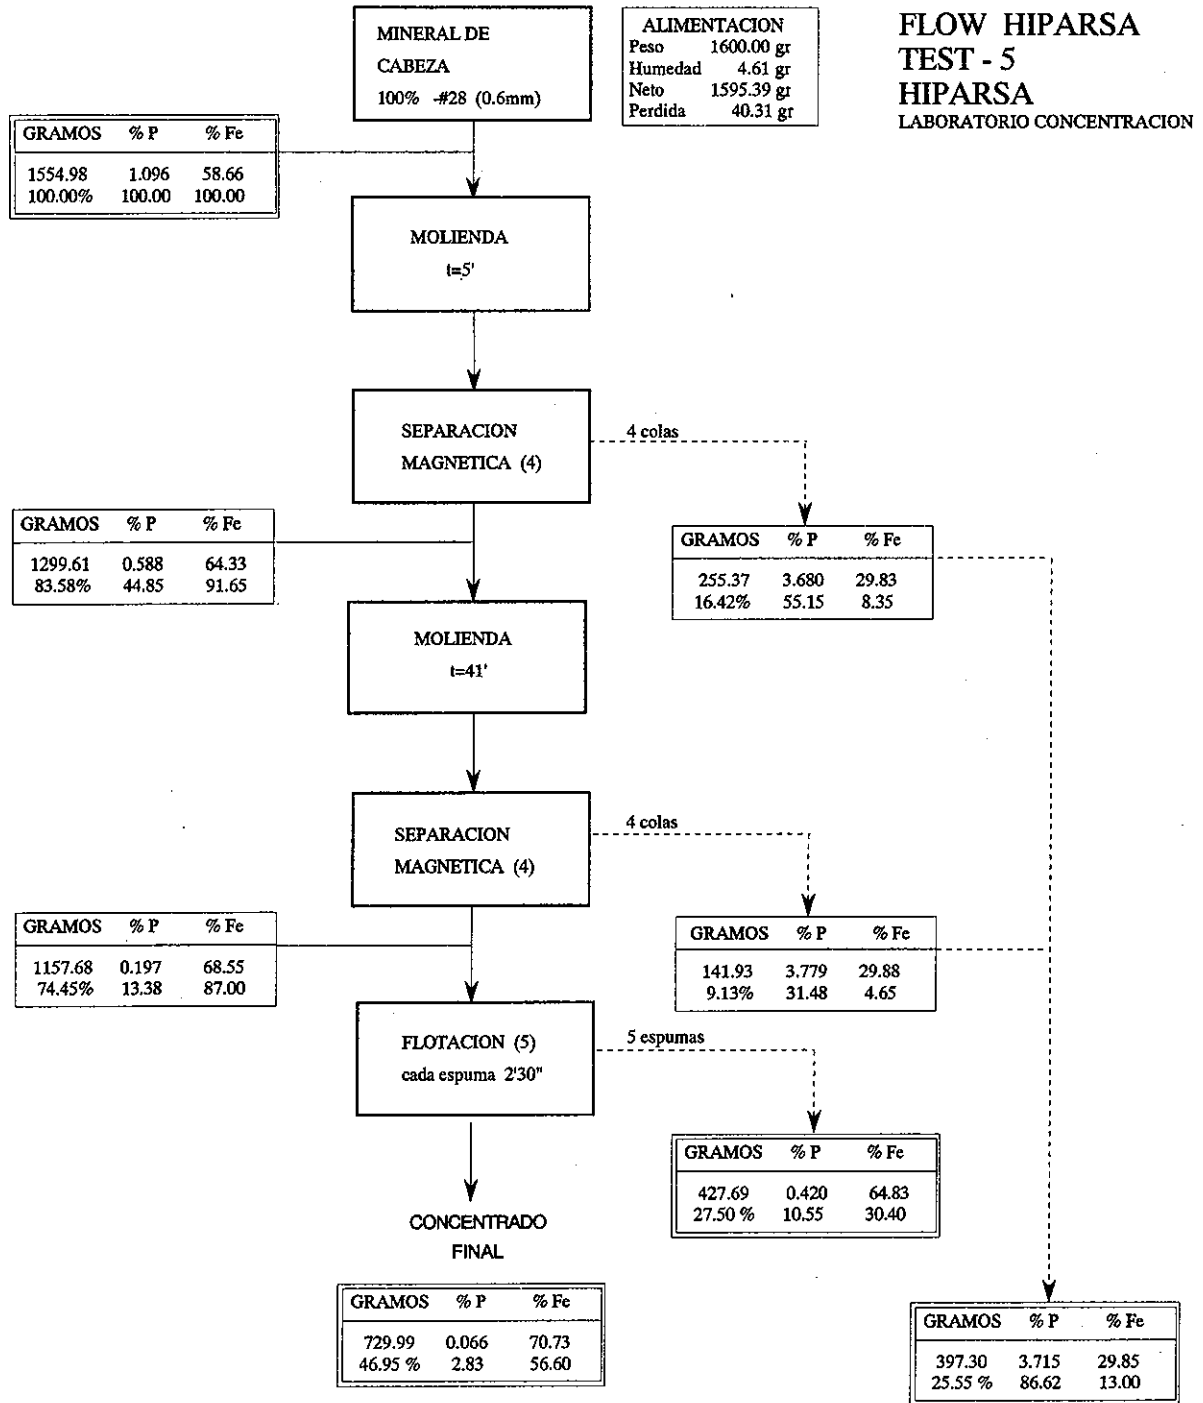 FLOW HIPARSA
TEST - 5
HIPARSA
LABORATORIO CONCENTRACION
MINERAL DE
CABEZA
100% -#28 (0.6mm)
ALIMENTACION
Peso 1600.00 gr
Humedad 4.61 gr
Neto 1595.39 gr
Perdida 40.31 gr
GRAMOS % P % Fe
1554.98 1.096 58.66
100.00% 100.00 100.00
MOLIENDA
t=5'
SEPARACION
MAGNETICA (4)
4 colas
GRAMOS % P % Fe
1299.61 0.588 64.33
83.58% 44.85 91.65
GRAMOS % P % Fe
255.37 3.680 29.83
16.42% 55.15 8.35
MOLIENDA
t=41'
SEPARACION
MAGNETICA (4)
4 colas
GRAMOS % P % Fe
1157.68 0.197 68.55
74.45% 13.38 87.00
GRAMOS % P % Fe
141.93 3.779 29.88
9.13% 31.48 4.65
FLOTACION (5)
cada espuma 2'30"
5 espumas
GRAMOS % P % Fe
427.69 0.420 64.83
27.50 % 10.55 30.40
CONCENTRADO
FINAL
GRAMOS % P % Fe
729.99 0.066 70.73
46.95 % 2.83 56.60
GRAMOS % P % Fe
397.30 3.715 29.85
25.55 % 86.62 13.00